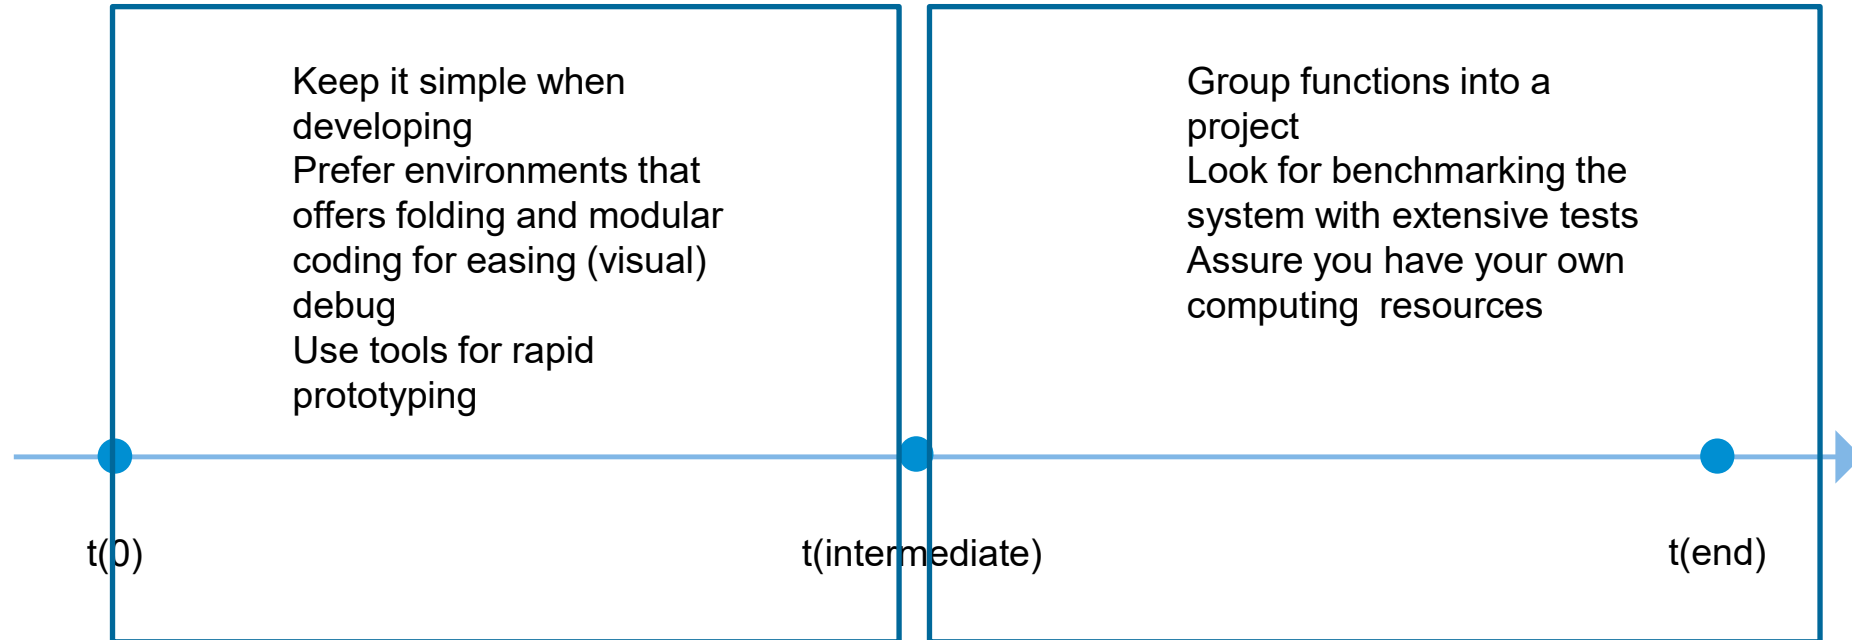 Keep it simple when
developing
Prefer environments that
offers folding and modular
coding for easing (visual)
debug
Use tools for rapid
prototyping
Group functions into a
project
Look for benchmarking the
system with extensive tests
Assure you have your own
computing  resources
t(0)
t(intermediate)
t(end)